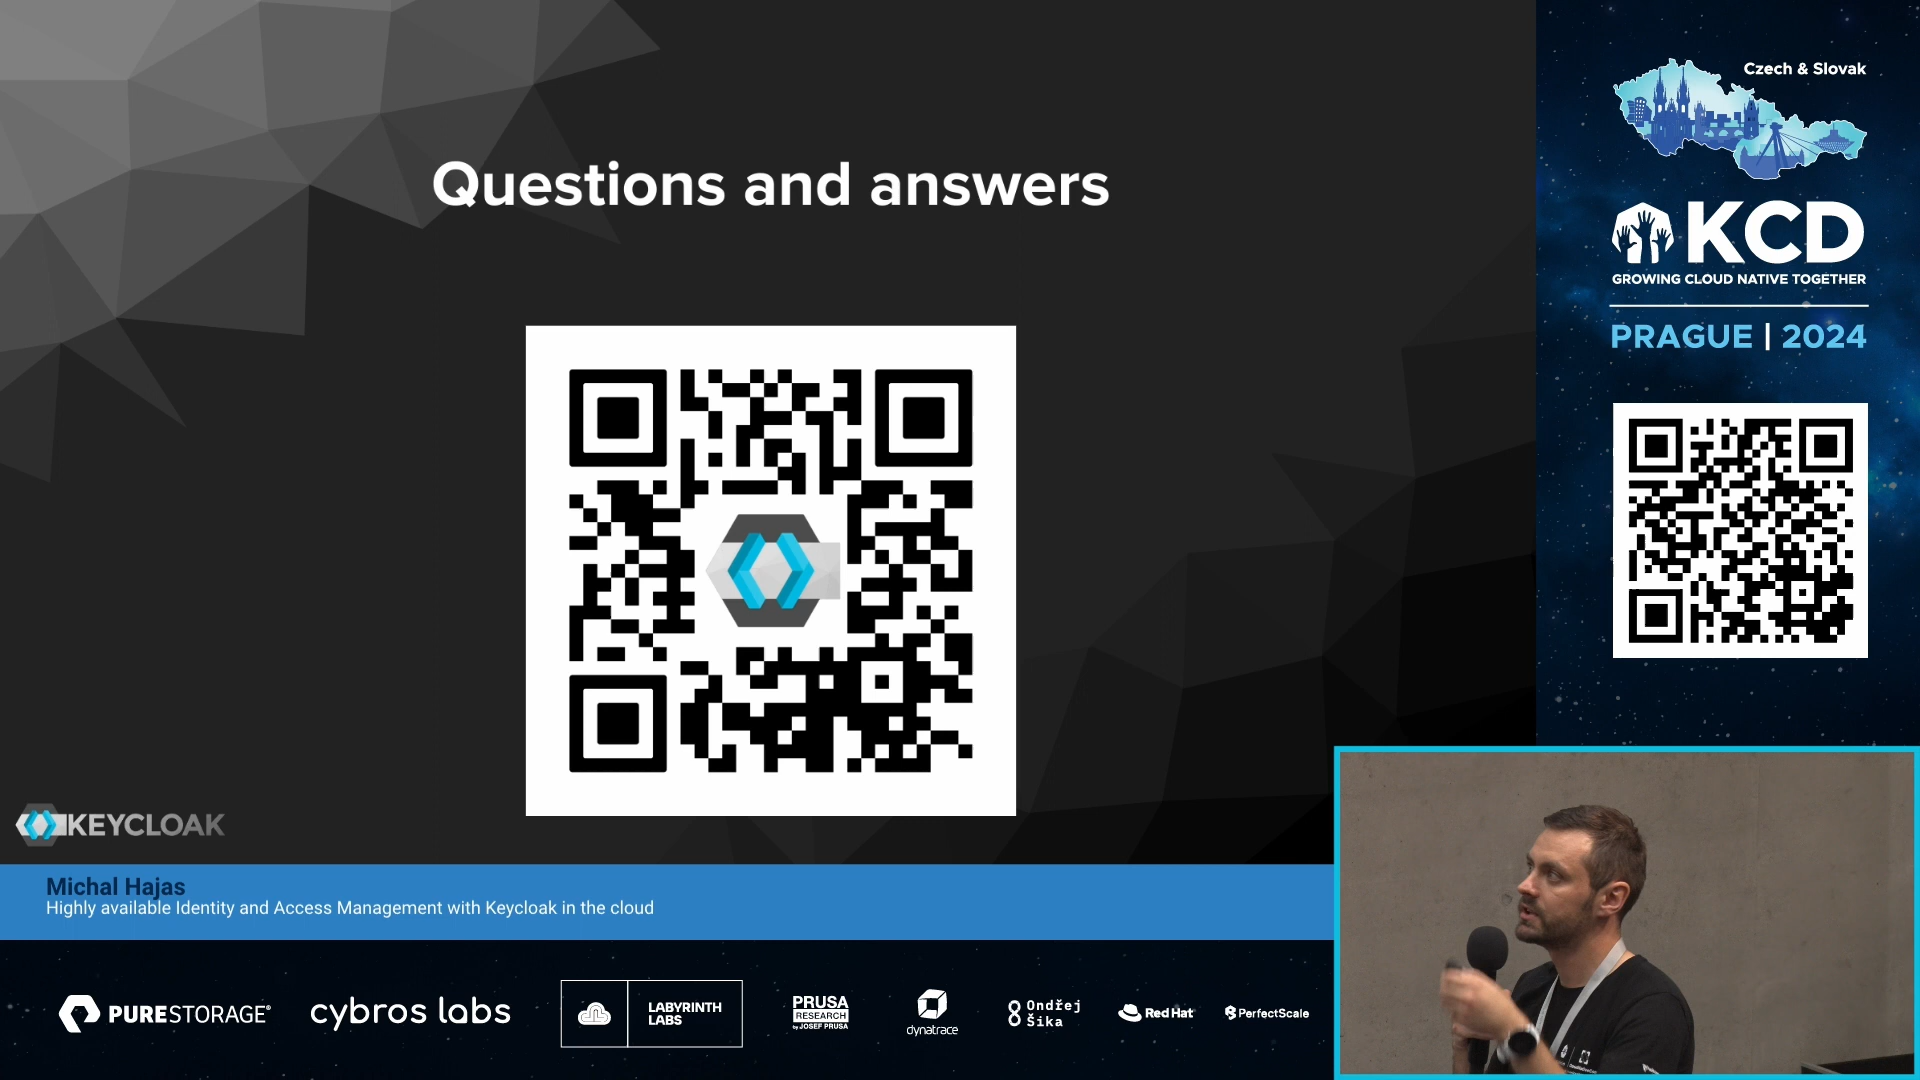 Questions and answers
KEYCLOAK
Czech & Slovak
KCD
GROWING CLOUD NATIVE TOGETHER
PRAGUE | 2024
Michal Hajas
Highly available Identity and Access Management with Keycloak in the cloud
PURESTORAGE®
cybros labs
LABYRINTH
LABS
PRUSA
RESEARCH
by JOSEF PRUSA
dynatrace
Ondřej
Šika
Red Hat
PerfectScale